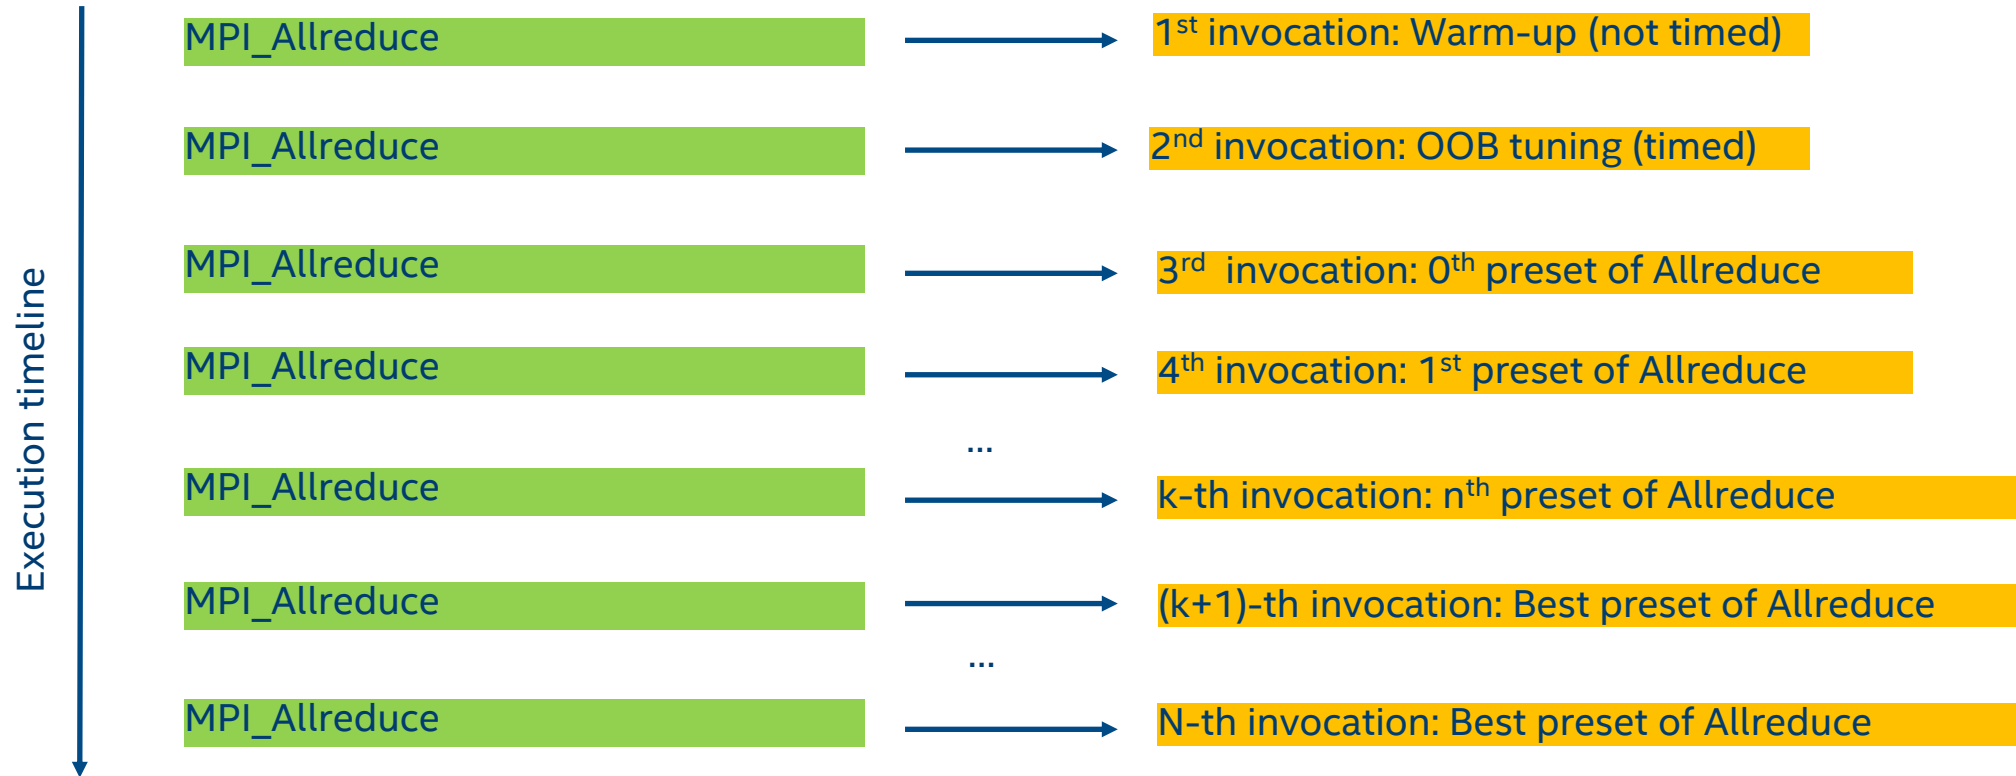 Execution timeline
MPI_Allreduce
1st invocation: Warm-up (not timed)
MPI_Allreduce
2nd invocation: OOB tuning (timed)
MPI_Allreduce
3rd invocation: 0th preset of Allreduce
MPI_Allreduce
4th invocation: 1st preset of Allreduce
...
MPI_Allreduce
k-th invocation: nth preset of Allreduce
MPI_Allreduce
(k+1)-th invocation: Best preset of Allreduce
...
MPI_Allreduce
N-th invocation: Best preset of Allreduce